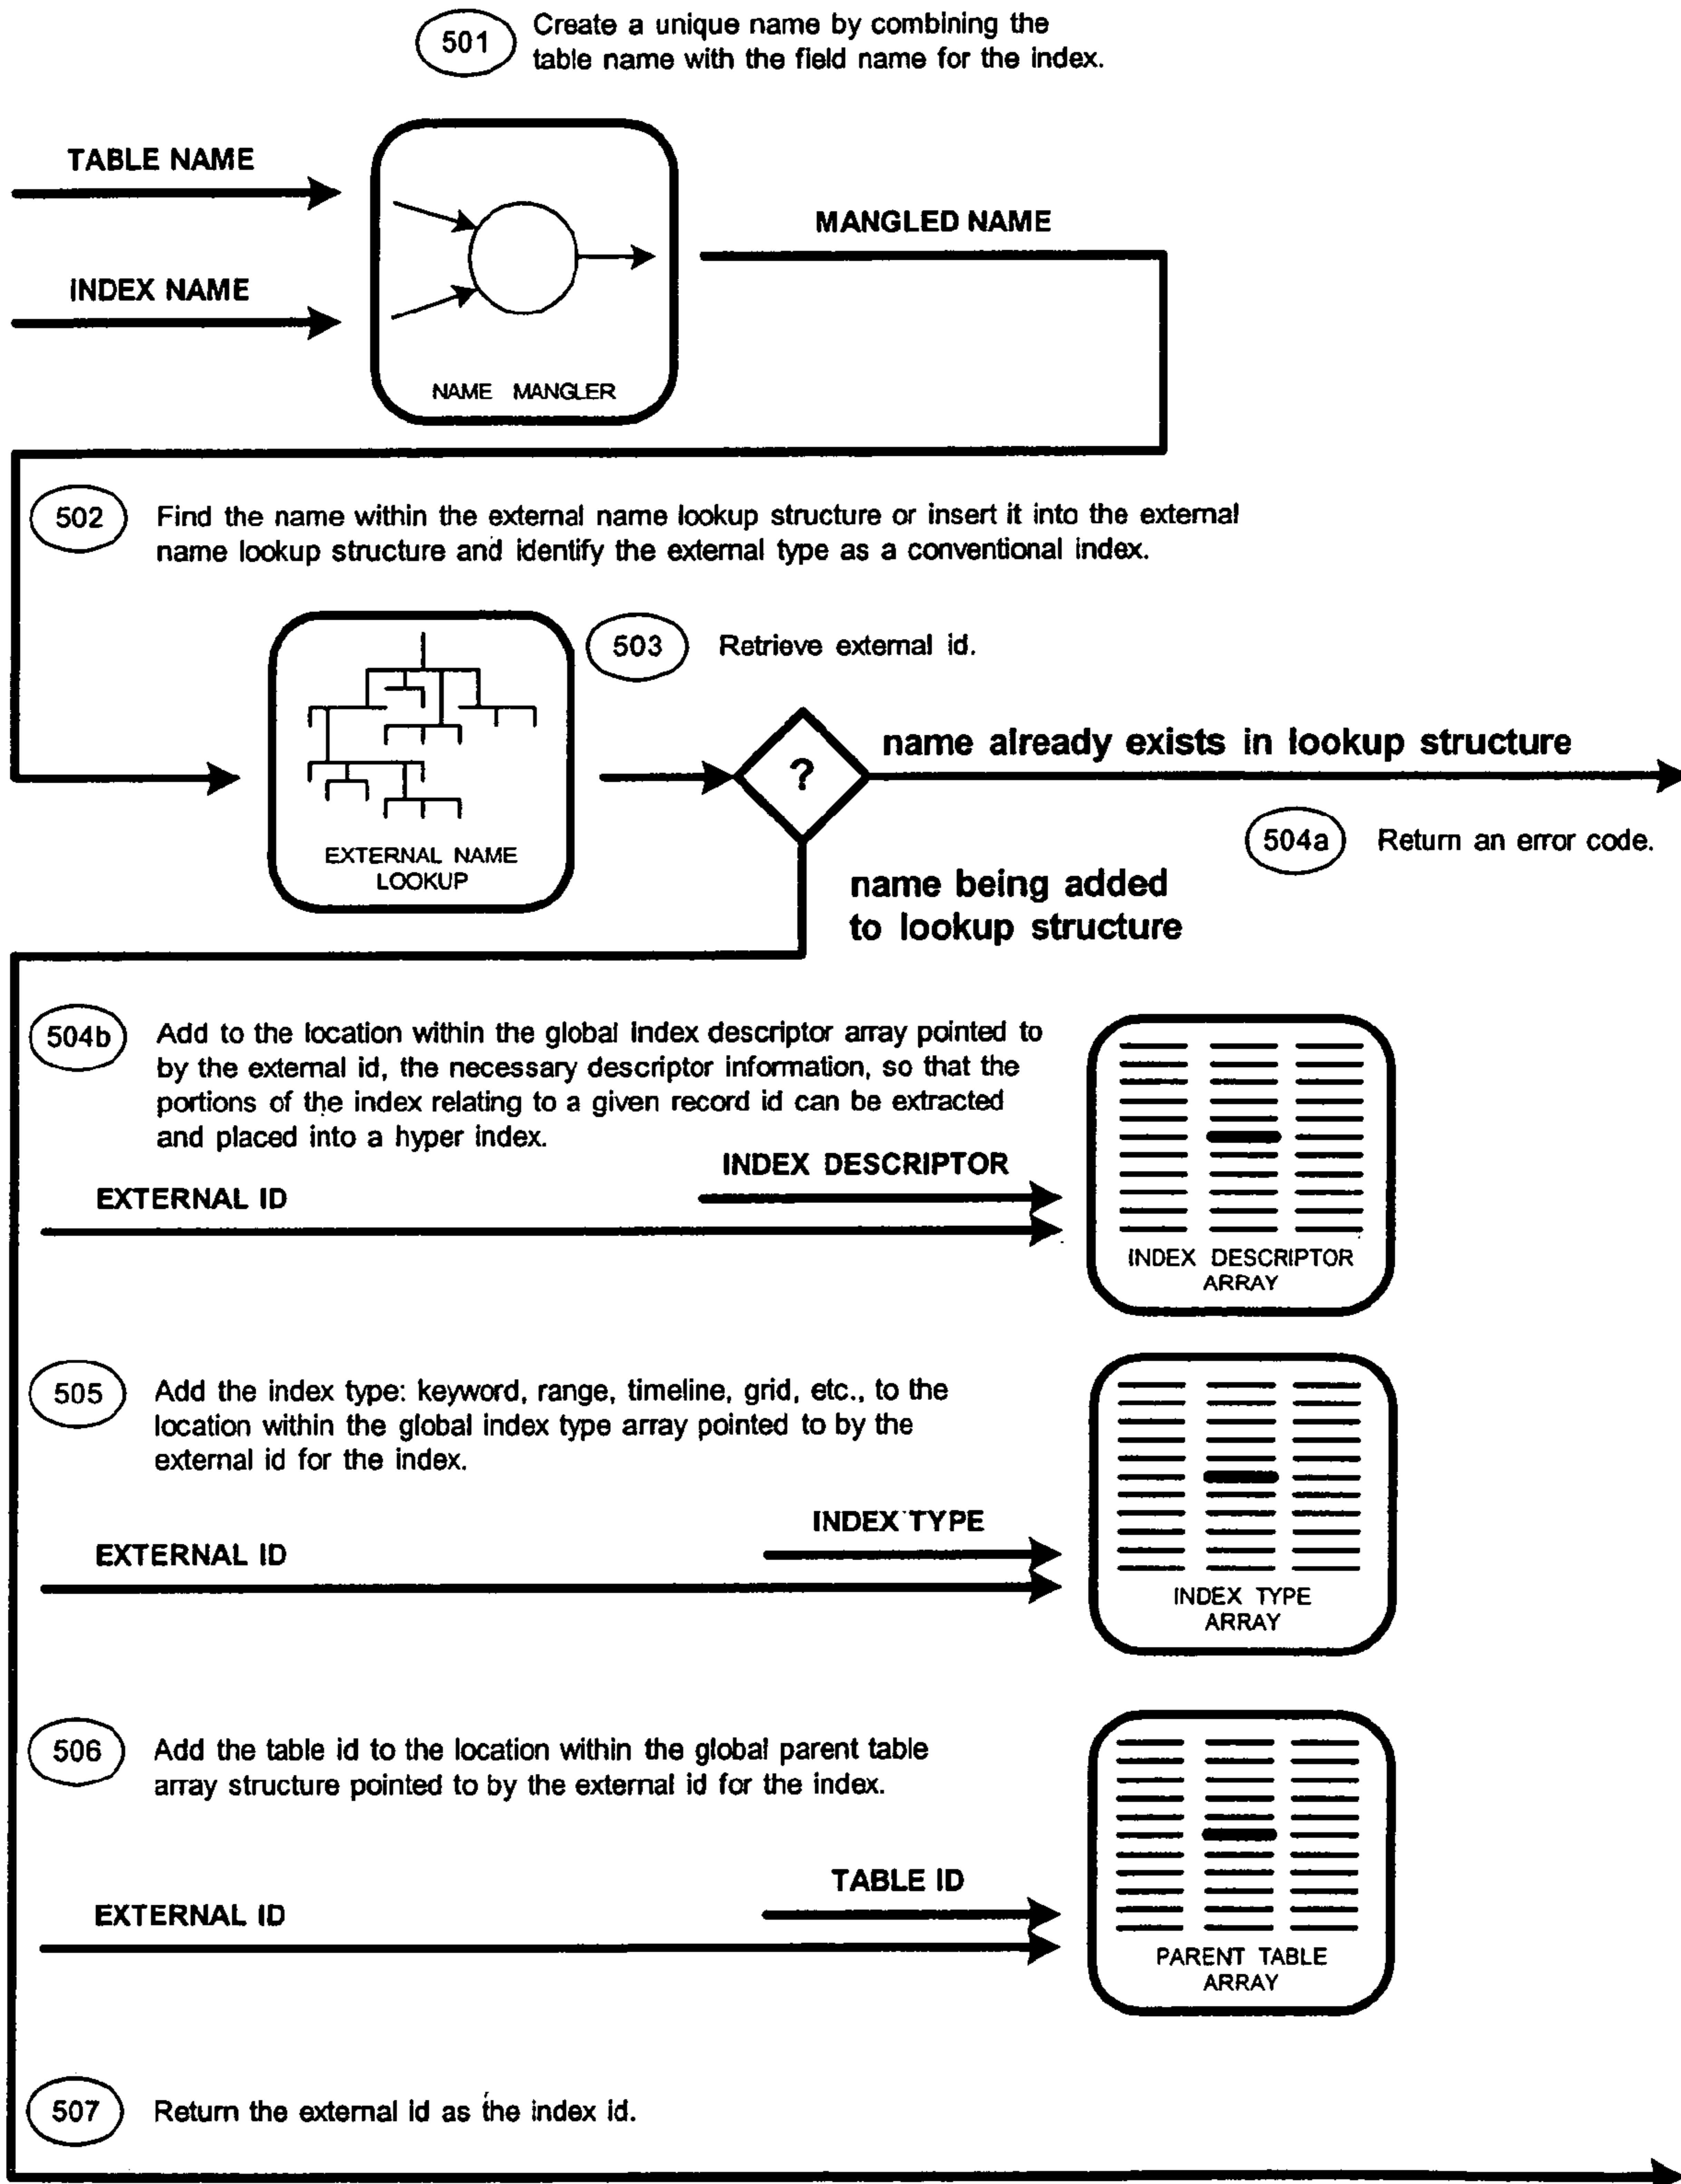 501
Create a unique name by combining the
table name with the field name for the index.
TABLE NAME
MANGLED NAME
INDEX NAME
NAME MANGLER
502
Find the name within the external name lookup structure or insert it into the external
name lookup structure and identify the external type as a conventional index.
503
Retrieve external id.
name already exists in lookup structure
?
504a
Return an error code.
EXTERNAL NAME
LOOKUP
name being added
to lookup structure
504b
Add to the location within the global index descriptor array pointed to
by the external id, the necessary descriptor information, so that the
portions of the index relating to a given record id can be extracted
and placed into a hyper index.
INDEX DESCRIPTOR
EXTERNAL ID
INDEX DESCRIPTOR
ARRAY
505
Add the index type: keyword, range, timeline, grid, etc., to the
location within the global index type array pointed to by the
external id for the index.
INDEX TYPE
EXTERNAL ID
INDEX TYPE
ARRAY
506
Add the table id to the location within the global parent table
array structure pointed to by the external id for the index.
TABLE ID
EXTERNAL ID
PARENT TABLE
ARRAY
507
Return the external id as the index id.